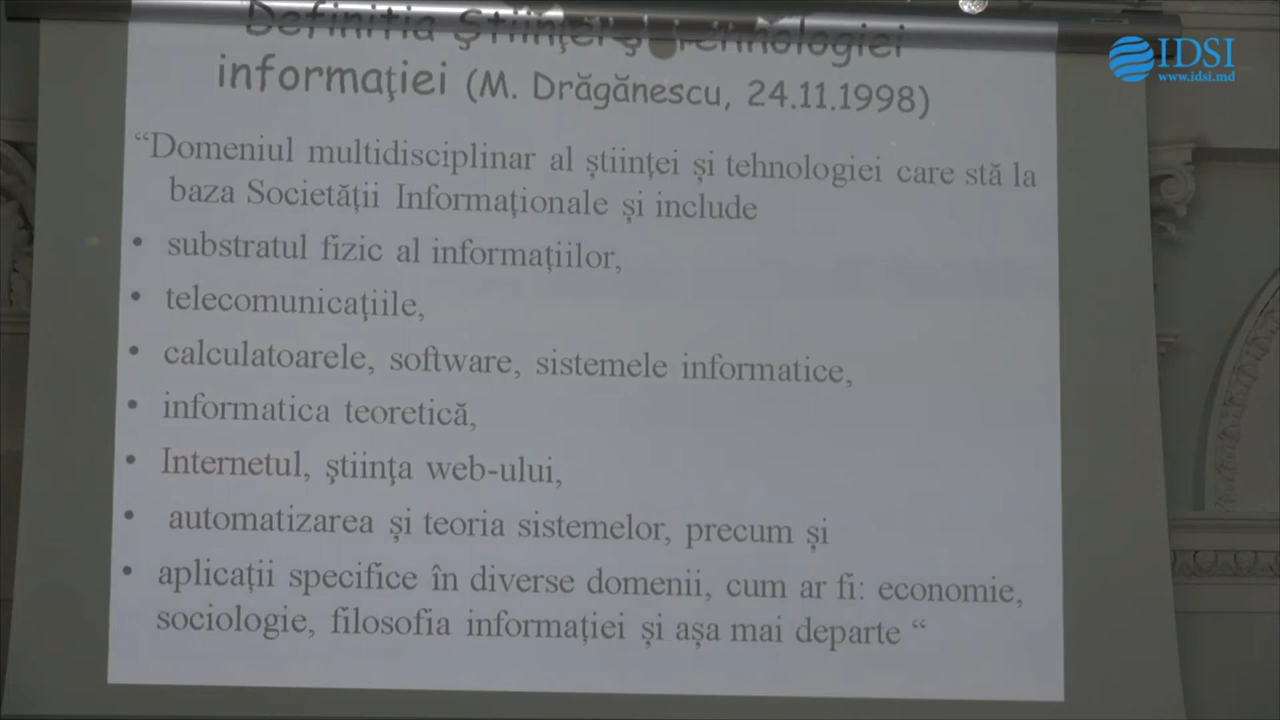 Definiția Științei și Tehnologiei
informaţiei (M. Drăgănescu, 24.11.1998)
“Domeniul multidisciplinar al științei și tehnologiei care stă la
baza Societății Informaționale și include
• substratul fizic al informațiilor,
• telecomunicaţiile,
• calculatoarele, software, sistemele informatice,
• informatica teoretică,
• Internetul, ştiinţa web-ului,
• automatizarea și teoria sistemelor, precum și
• aplicații specifice în diverse domenii, cum ar fi: economie,
sociologie, filosofia informației și așa mai departe “
IDSI
www.idsi.md